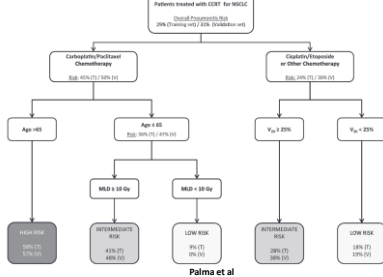 Patients treated with CCRT for NSCLC
Overall Pneumonitis Risk
29% (Training set) / 31% (Validation set)
Carboplatin/Paclitaxel
Chemotherapy
Risk: 45% (T) / 50% (V)
Cisplatin/Etoposide
or Other Chemotherapy
Risk: 24% (T) / 30% (V)
Age >65
Age ≤ 65
Risk: 36% (T) / 47% (V)
V20 ≥ 25%
V20 < 25%
MLD ≥ 10 Gy
MLD < 10 Gy
HIGH RISK
59% (T)
57% (V)
INTERMEDIATE
RISK
41% (T)
48% (V)
LOW RISK
9% (T)
0% (V)
INTERMEDIATE
RISK
28% (T)
38% (V)
LOW RISK
18% (T)
19% (V)
Palma et al